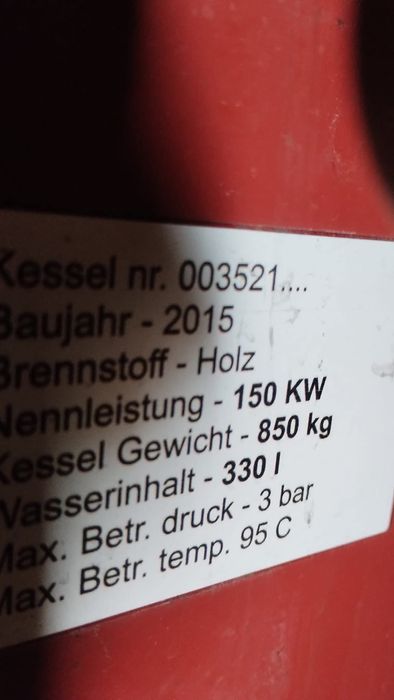 Kessel nr. 003521....
Baujahr - 2015
Brennstoff - Holz
Nennleistung - 150 KW
Kessel Gewicht - 850 kg
Wasserinhalt - 330 l
Max. Betr. druck - 3 bar
Max. Betr. temp. 95 C